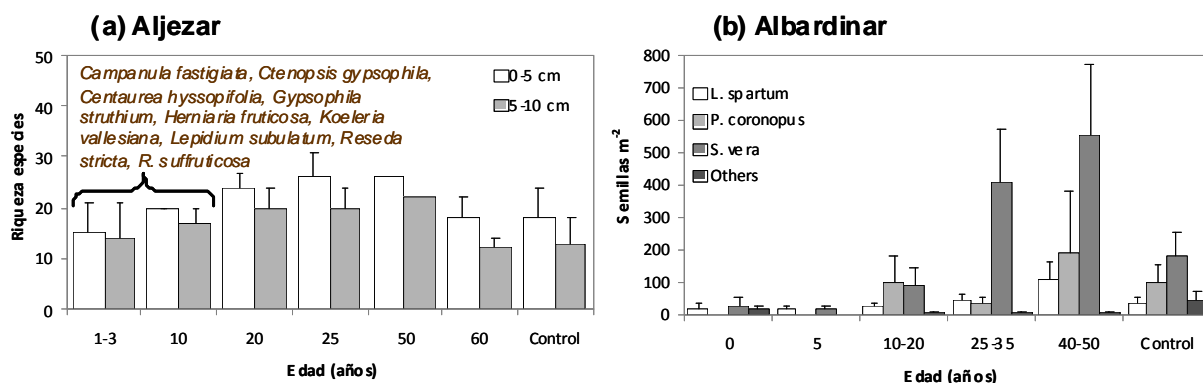 (a) Aljezar
50
40
30
20
10
0
Riqueza espedes
Campanula fastigiata, Ctenopsis gypsophila,
Centaurea hyssopifolia, Gypsophila
struthium, Herniaria fruticosa, Koeleria
vallesiana, Lepidium subulatum, Reseda
stricta, R. suffruticosa
0-5 cm
5-10 cm
1-3 10 20 25 50 60 Control
Edad (años)
(b) Albardinar
800
700
600
500
400
300
200
100
0
Semillas m-2
L. spartum
P. coronopus
S. vera
Others
0 5 10-20 25-35 40-50 Control
Edad (años)